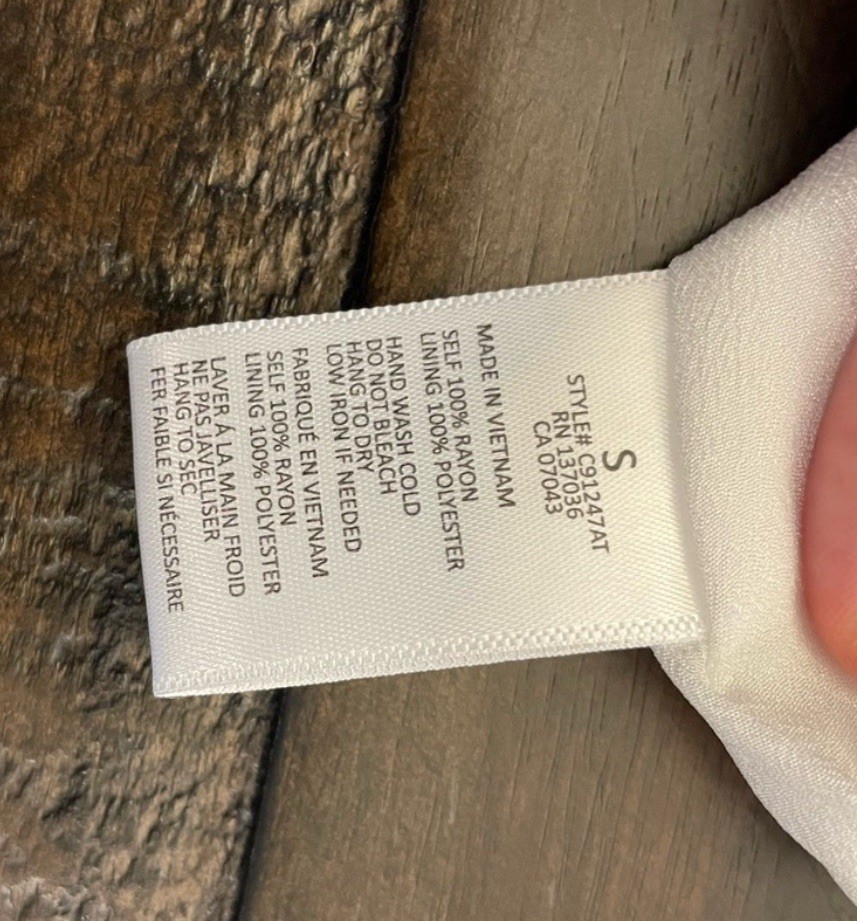 S
STYLE# C91247AT
RN 137036
CA 07043
MADE IN VIETNAM
SELF 100% RAYON
LINING 100% POLYESTER
HAND WASH COLD
DO NOT BLEACH
HANG TO DRY
LOW IRON IF NEEDED
FABRIQUÉ EN VIETNAM
SELF 100% RAYON
LINING 100% POLYESTER
LAVER Á LA MAIN FROID
NE PAS JAVELLISER
HANG TO SEC
FER FAIBLE SI NÉCESSAIRE